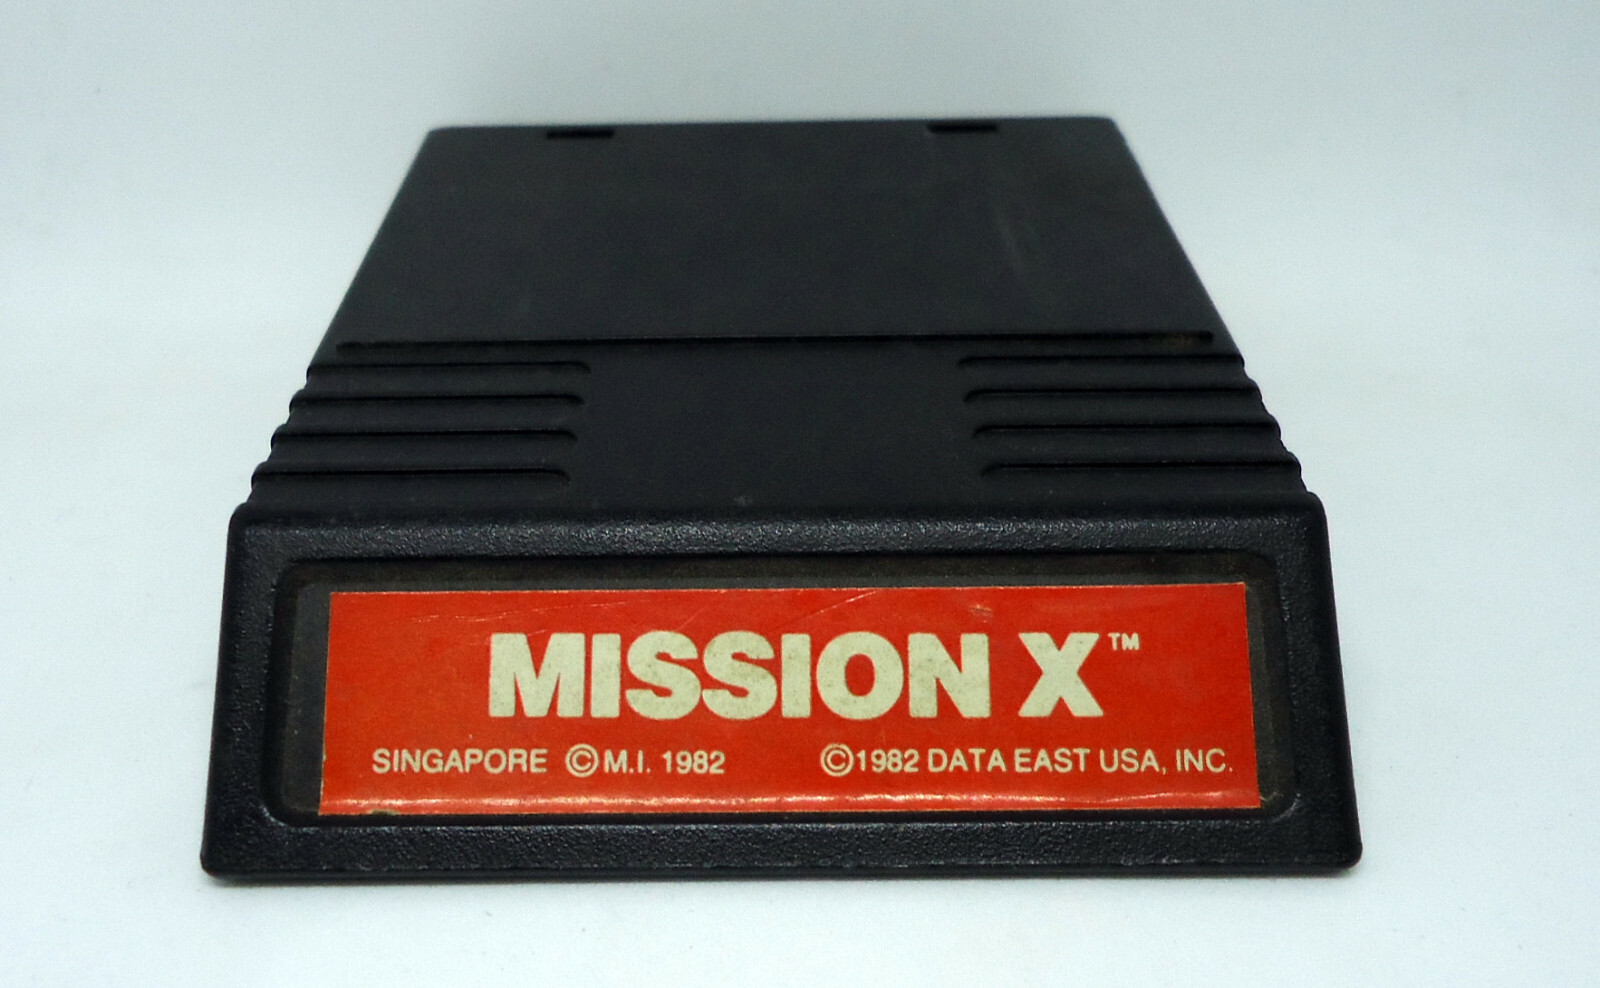 MISSION X™
SINGAPORE ©M.I. 1982 ©1982 DATA EAST USA, INC.